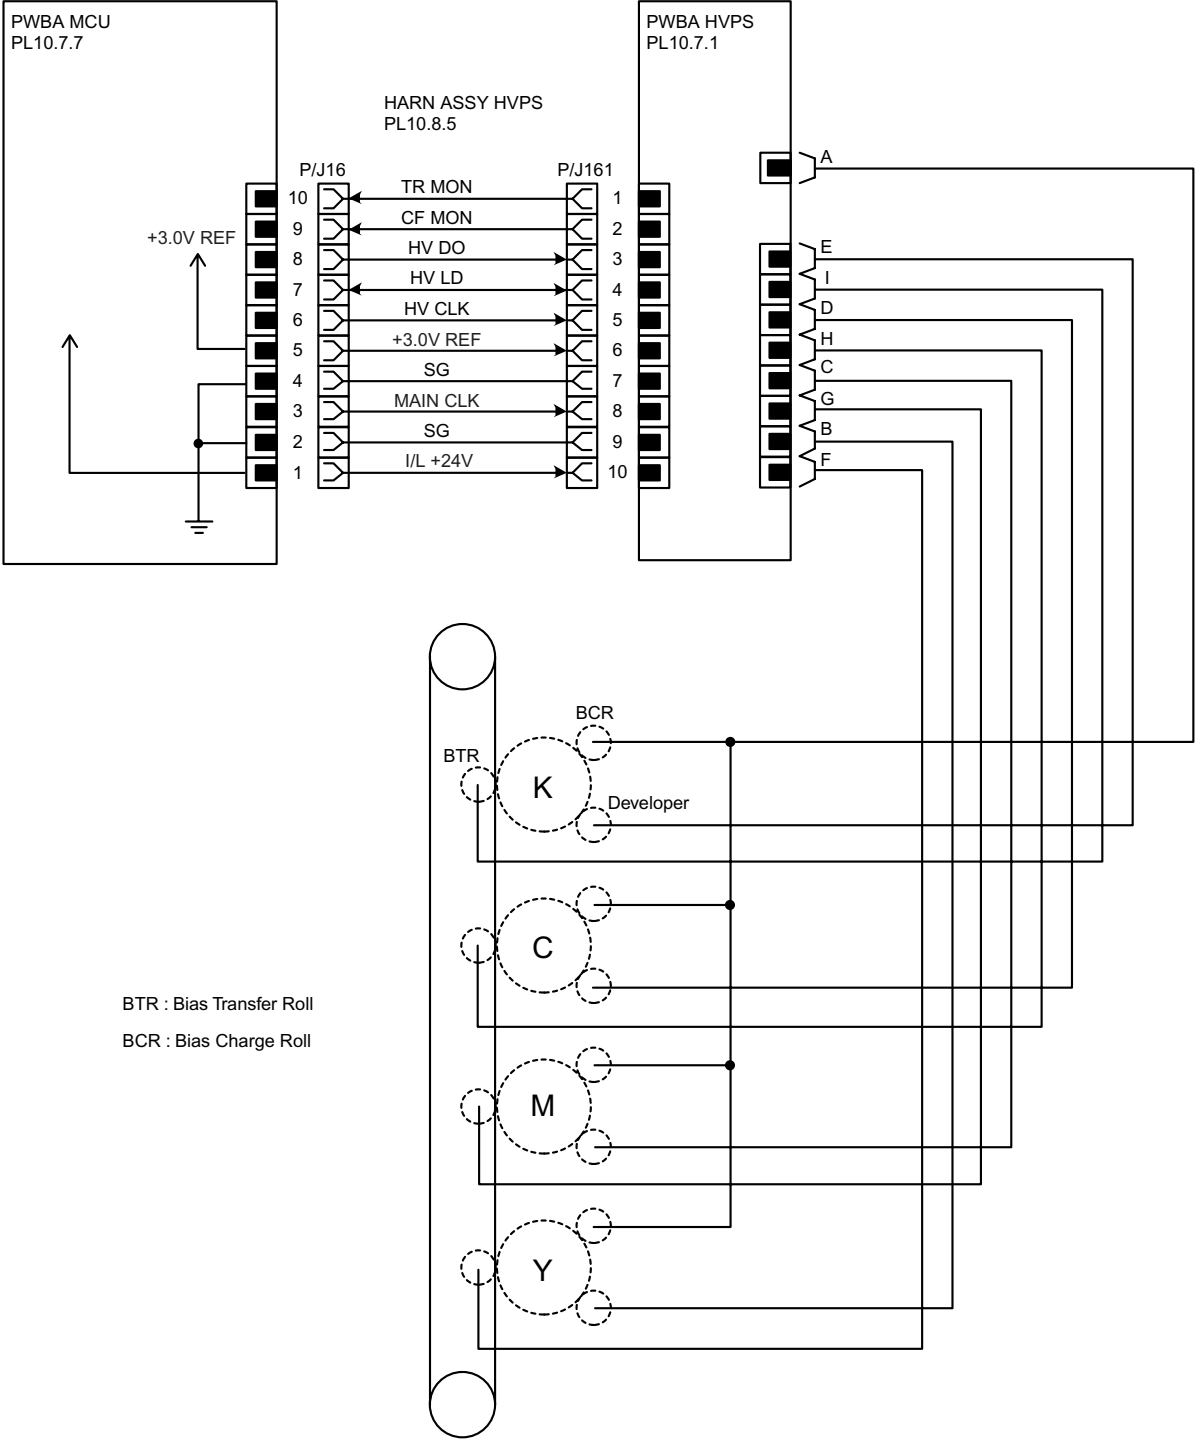 PWBA MCU
PL10.7.7
PWBA HVPS
PL10.7.1
HARN ASSY HVPS
PL10.8.5
P/J16
P/J161
A
10 TR MON 1
9 CF MON 2
+3.0V REF
8 HV DO 3
E
7 HV LD 4
I
6 HV CLK 5
D
5 +3.0V REF 6
H
4 SG 7
C
3 MAIN CLK 8
G
2 SG 9
B
1 I/L +24V 10
F
BCR
BTR
K
Developer
C
BTR : Bias Transfer Roll
BCR : Bias Charge Roll
M
Y